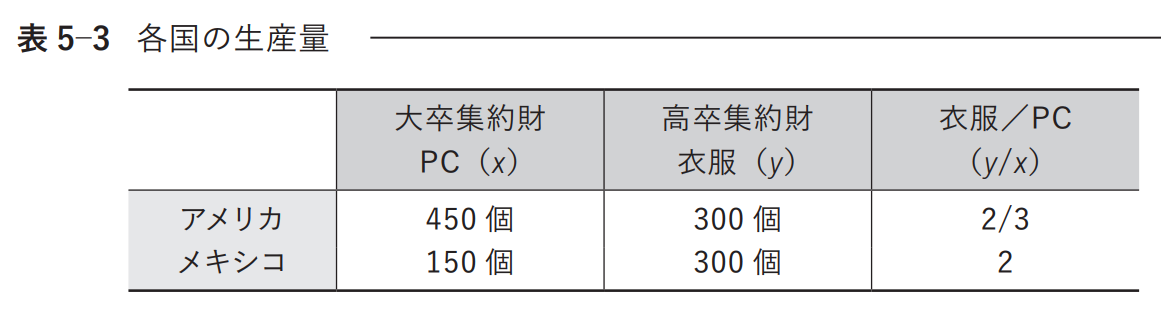 表 5-3 各国の生産量
大卒集約財 高卒集約財 衣服／PC
PC（x） 衣服（y） （y/x）
アメリカ 450 個 300 個 2/3
メキシコ 150 個 300 個 2